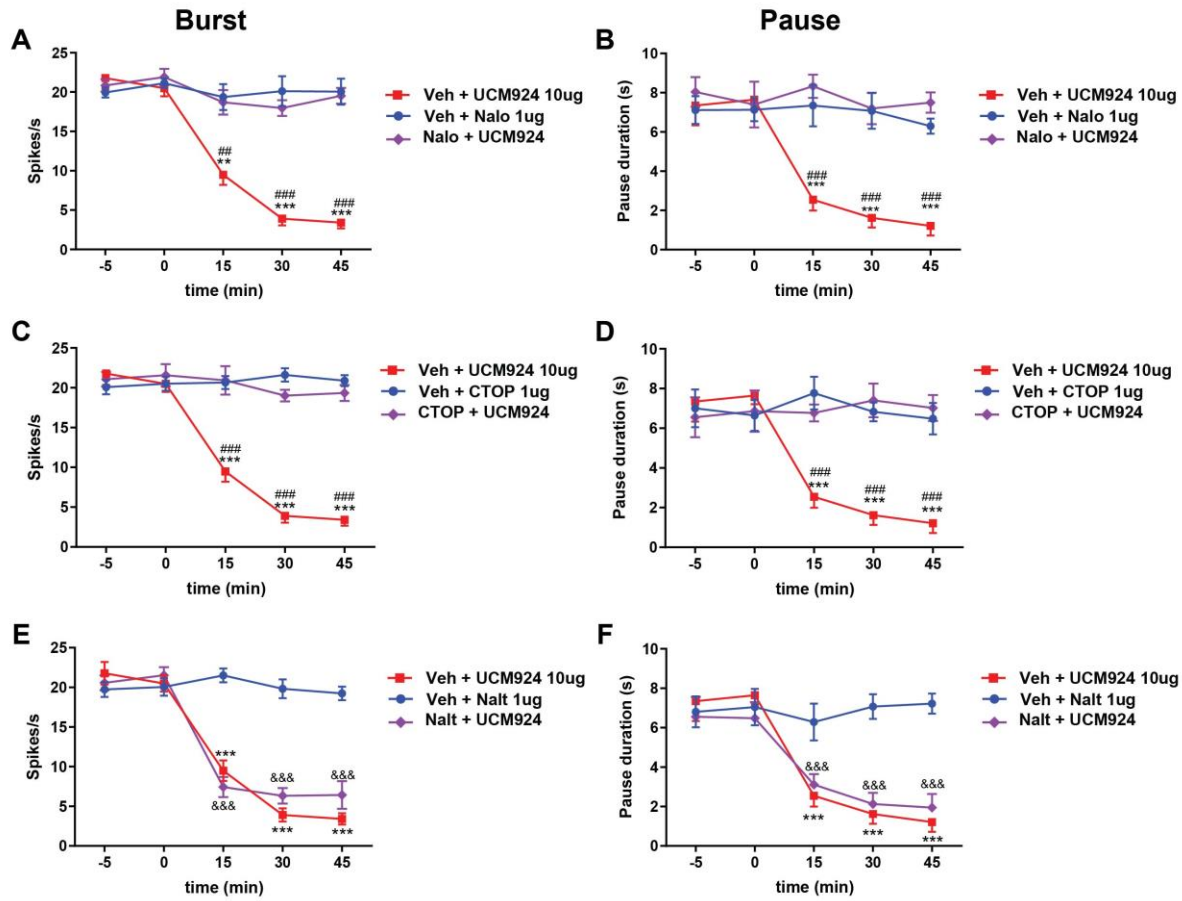 Burst
Pause
A
25
20
15
10
5
0
Spikes/s
##
**
###
***
###
***
-5 0 15 30 45
time (min)
Veh + UCM924 10ug
Veh + Nalo 1ug
Nalo + UCM924
B
10
8
6
4
2
0
Pause duration (s)
###
***
###
***
###
***
-5 0 15 30 45
time (min)
Veh + UCM924 10ug
Veh + Nalo 1ug
Nalo + UCM924
C
25
20
15
10
5
0
Spikes/s
###
***
###
***
###
***
-5 0 15 30 45
time (min)
Veh + UCM924 10ug
Veh + CTOP 1ug
CTOP + UCM924
D
10
8
6
4
2
0
Pause duration (s)
###
***
###
***
###
***
-5 0 15 30 45
time (min)
Veh + UCM924 10ug
Veh + CTOP 1ug
CTOP + UCM924
E
25
20
15
10
5
0
Spikes/s
***
&&&
&&&
***
&&&
***
-5 0 15 30 45
time (min)
Veh + UCM924 10ug
Veh + Nalt 1ug
Nalt + UCM924
F
10
8
6
4
2
0
Pause duration (s)
&&&
***
&&&
***
&&&
***
-5 0 15 30 45
time (min)
Veh + UCM924 10ug
Veh + Nalt 1ug
Nalt + UCM924